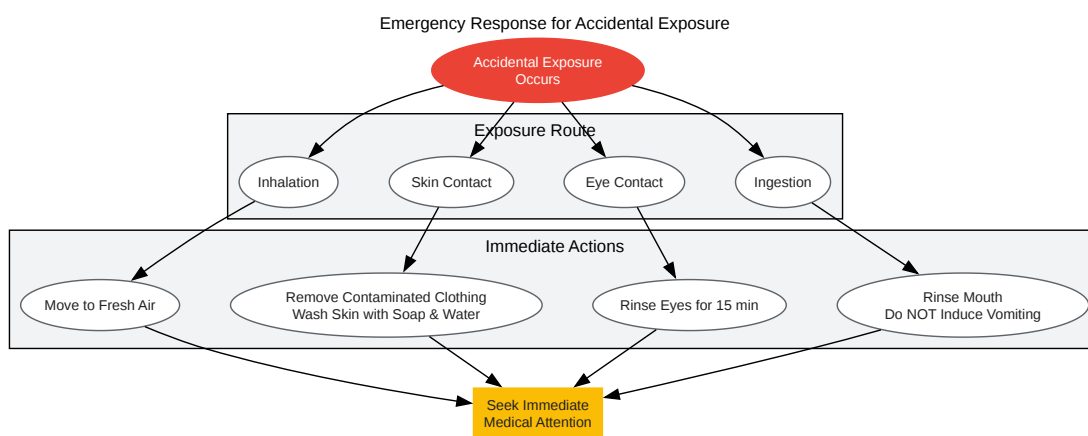 Emergency Response for Accidental Exposure
Accidental Exposure
Occurs
Exposure Route
Inhalation
Skin Contact
Eye Contact
Ingestion
Immediate Actions
Move to Fresh Air
Remove Contaminated Clothing
Wash Skin with Soap & Water
Rinse Eyes for 15 min
Rinse Mouth
Do NOT Induce Vomiting
Seek Immediate
Medical Attention